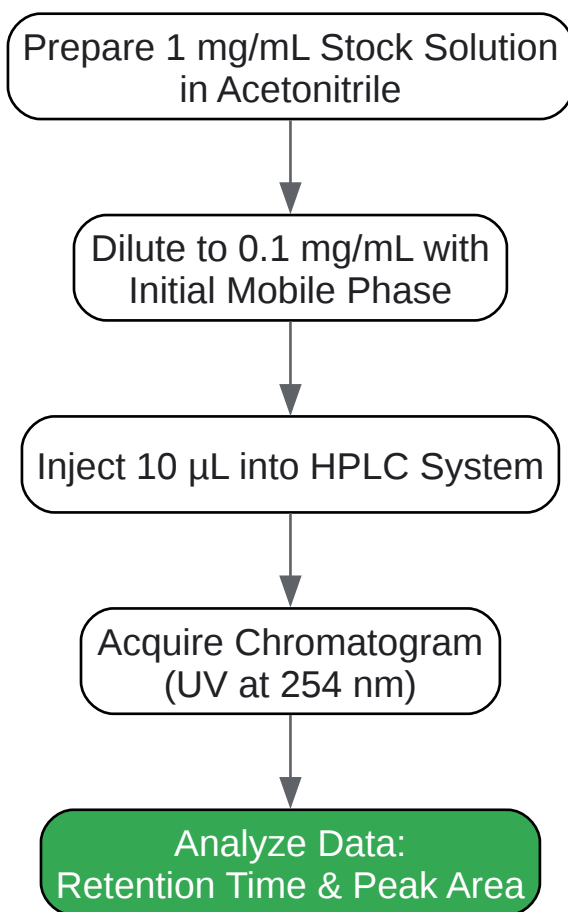 Prepare 1 mg/mL Stock Solution
in Acetonitrile
Dilute to 0.1 mg/mL with
Initial Mobile Phase
Inject 10 µL into HPLC System
Acquire Chromatogram
(UV at 254 nm)
Analyze Data:
Retention Time & Peak Area